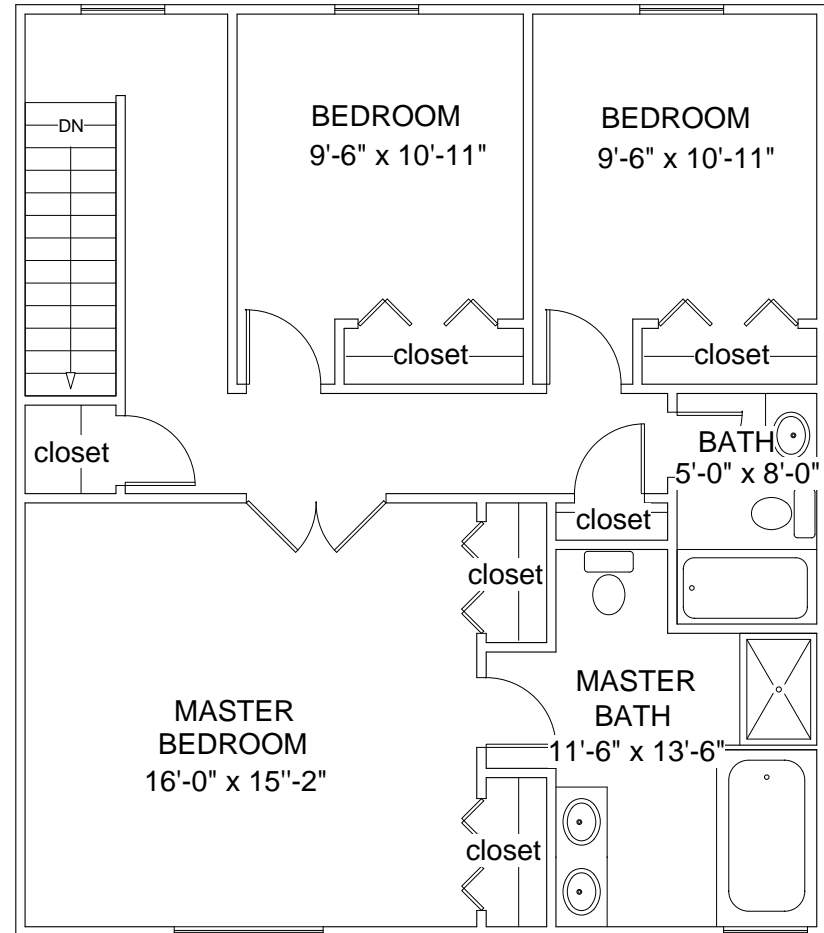 BEDROOM
9'-6" x 10'-11"
BEDROOM
9'-6" x 10'-11"
DN
closet
closet
closet
BATH
5'-0" x 8'-0"
closet
closet
MASTER
BEDROOM
16'-0" x 15''-2"
MASTER
BATH
11'-6" x 13'-6"
closet